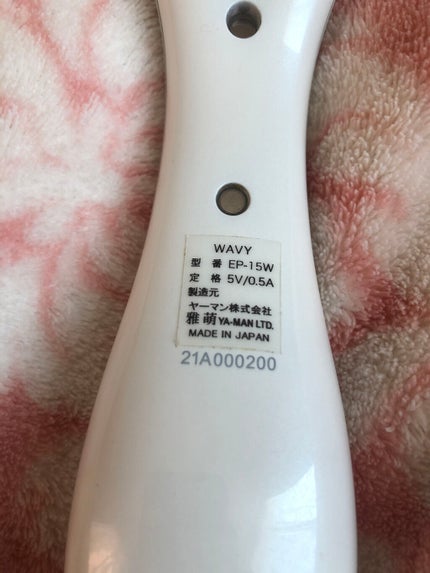 WAVY
型 番 EP-15W
定 格 5V/0.5A
製造元
ヤーマン株式会社
雅 萌 YA-MAN LTD.
MADE IN JAPAN
21A000200